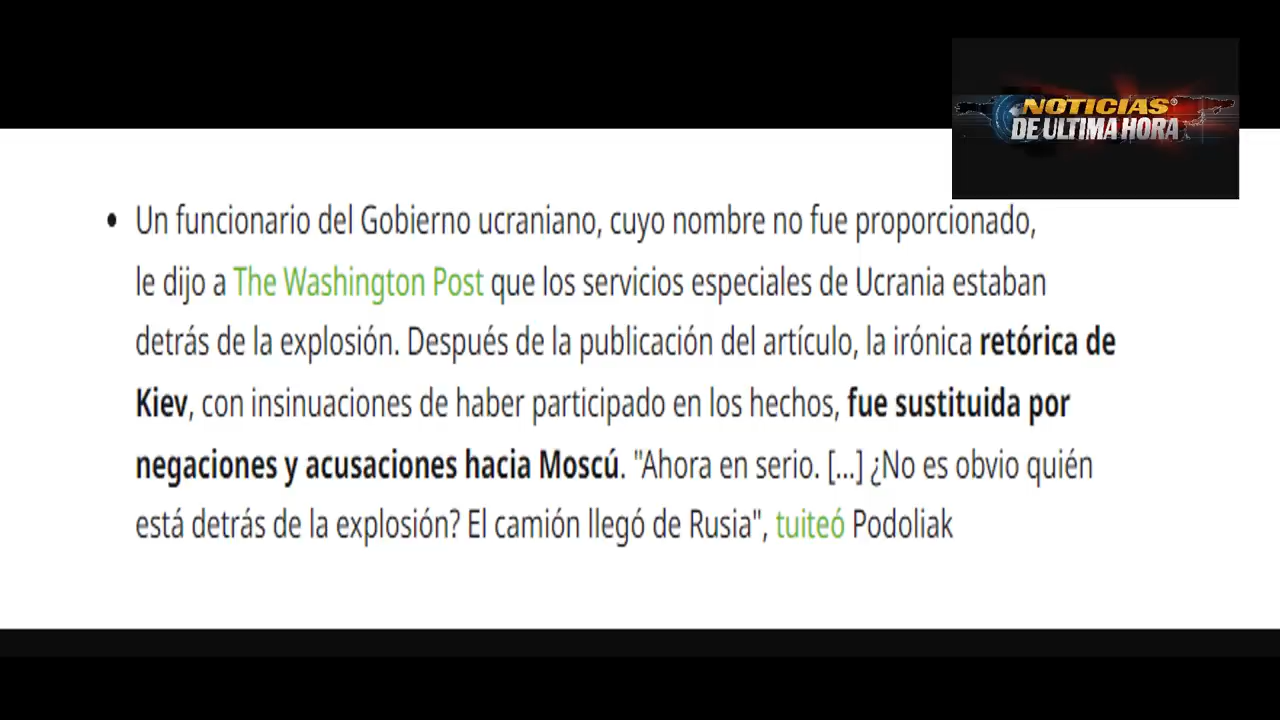 NOTICIAS®
DE ULTIMA HORA
• Un funcionario del Gobierno ucraniano, cuyo nombre no fue proporcionado,
le dijo a The Washington Post que los servicios especiales de Ucrania estaban
detrás de la explosión. Después de la publicación del artículo, la irónica retórica de
Kiev, con insinuaciones de haber participado en los hechos, fue sustituida por
negaciones y acusaciones hacia Moscú. "Ahora en serio. [...] ¿No es obvio quién
está detrás de la explosión? El camión llegó de Rusia", tuiteó Podoliak